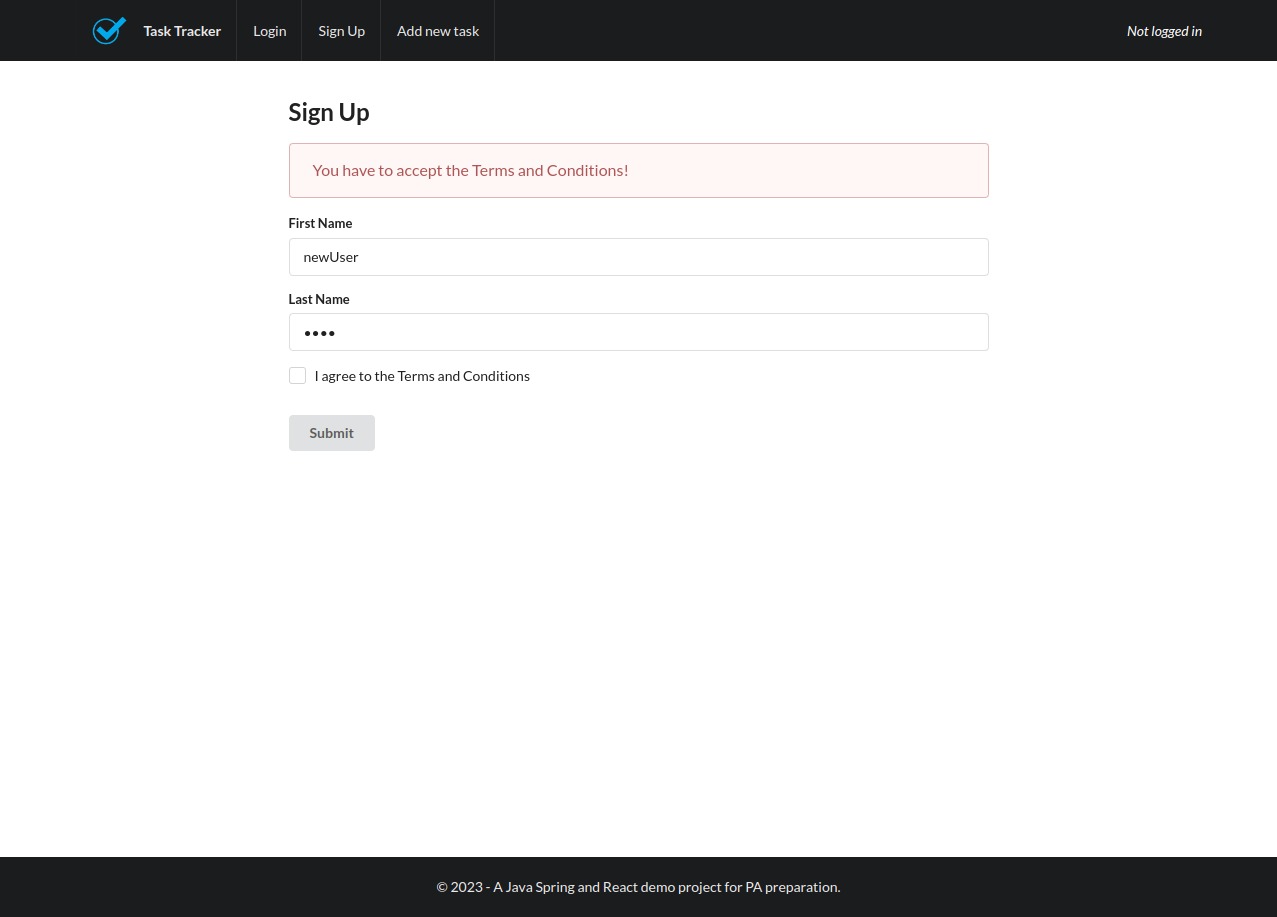 Task Tracker
Login
Sign Up
Add new task
Not logged in
Sign Up
You have to accept the Terms and Conditions!
First Name
newUser
Last Name
••••
I agree to the Terms and Conditions
Submit
© 2023 - A Java Spring and React demo project for PA preparation.